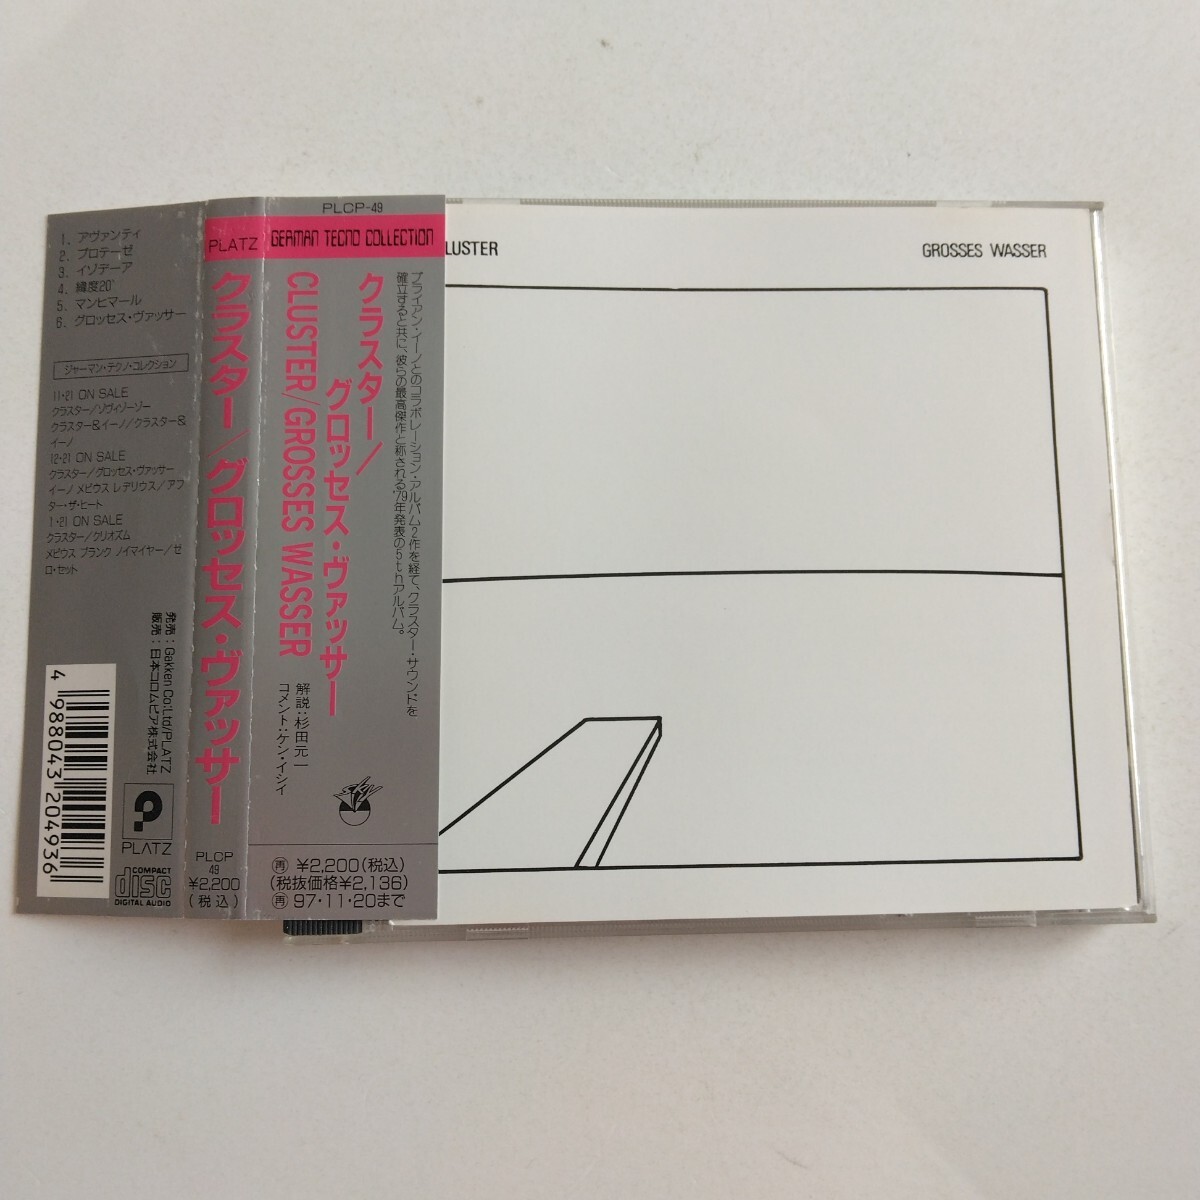 1. アヴァンティ
2. プロテーゼ
3. イゾデーア
4. 緯度20°
5. マンヒマール
6. グロッセス・ヴァッサー
ジャーマン・テクノ・コレクション
11・21 ON SALE
クラスター／ソヴィゾーゾー
クラスター&イーノ／クラスター&
イーノ
12・21 ON SALE
クラスター／グロッセス・ヴァッサー
イーノ メビウス レデリウス／アフ
ター・ザ・ヒート
1・21 ON SALE
クラスター／クリオズム
メビウス プランク ノイマイヤー／ゼ
ロ・セット
発売：Gakken Co;Ltd/PLATZ
販売：日本コロムビア株式会社
4 988043 204936
PLATZ
COMPACT
disc
DIGITAL AUDIO
PLATZ
クラスター／グロッセス・ヴァッサー
PLCP
49
¥2,200
(税込)
PLCP-49
GERMAN TECNO COLLECTION
ブライアン・イーノとのコラボレーション・アルバム2作を経て、クラスター・サウンドを
確立すると共に、彼らの最高傑作と称される'79年発表の5thアルバム。
クラスター／
グロッセス・ヴァッサー
CLUSTER/GROSSES WASSER
解説：杉田元一
コメント：ケン・イシイ
sky
再 ¥2,200(税込)
(税抜価格¥2,136)
再 97・11・20まで
LUSTER
GROSSES WASSER